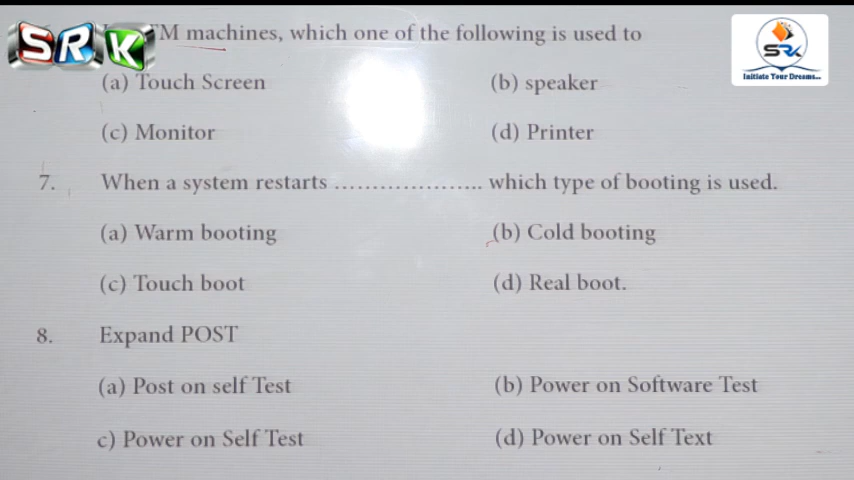 SRK TM machines, which one of the following is used to
SRK
Initiate Your Dreams...
(a) Touch Screen (b) speaker
(c) Monitor (d) Printer
7. When a system restarts .................... which type of booting is used.
(a) Warm booting (b) Cold booting
(c) Touch boot (d) Real boot.
8. Expand POST
(a) Post on self Test (b) Power on Software Test
c) Power on Self Test (d) Power on Self Text